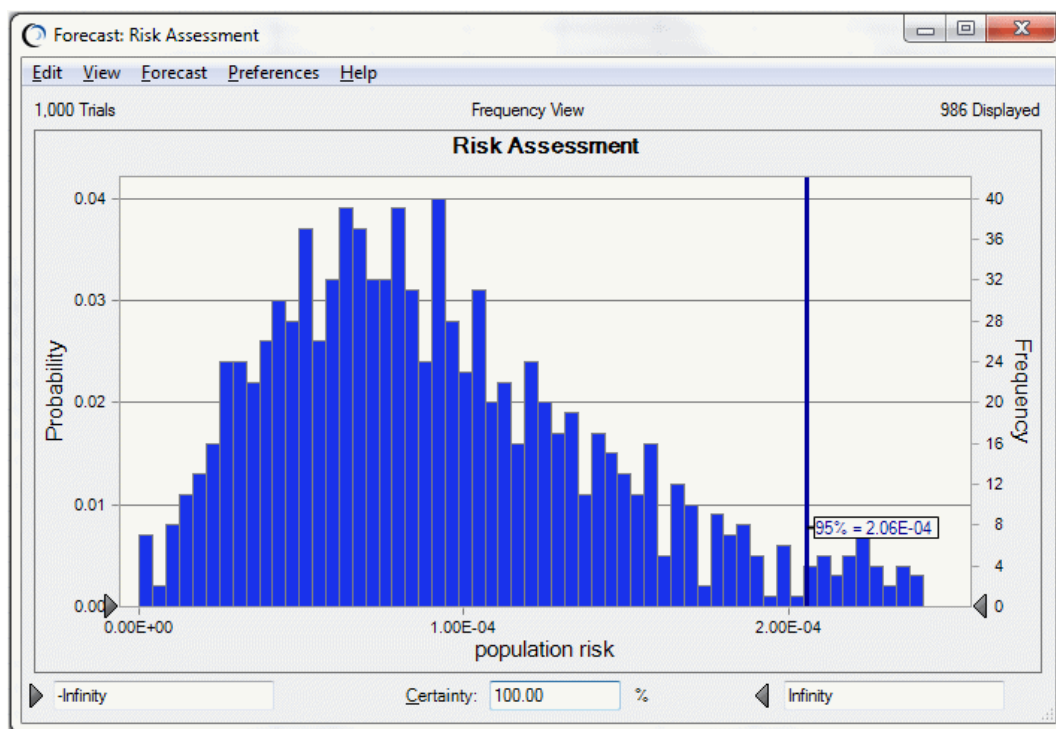 Forecast: Risk Assessment
Edit View Forecast Preferences Help
1,000 Trials Frequency View 986 Displayed
Risk Assessment
0.04 40
36
32
0.03
28
24
0.02 20
16
12
0.01
8
4
0.00 0
Probability
Frequency
95% = 2.06E-04
0.00E+00 1.00E-04 2.00E-04
population risk
-Infinity Certainty: 100.00 % Infinity